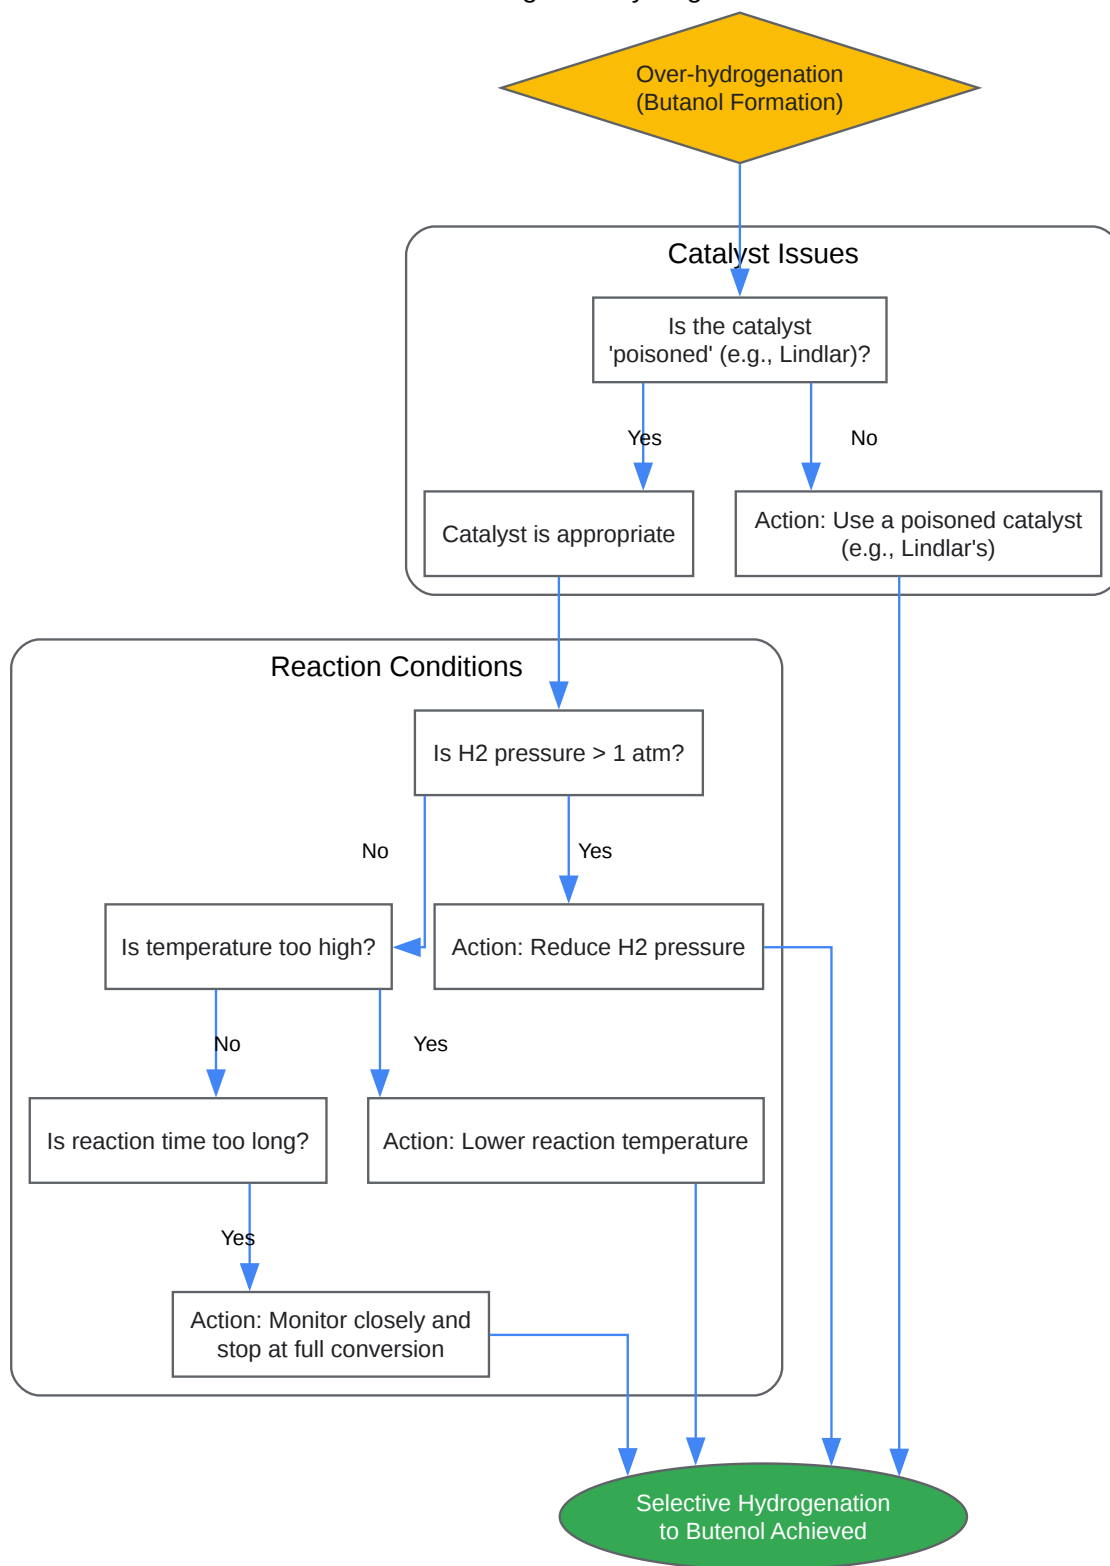 Over-hydrogenation
(Butanol Formation)
Catalyst Issues
Is the catalyst
'poisoned' (e.g., Lindlar)?
Yes
No
Catalyst is appropriate
Action: Use a poisoned catalyst
(e.g., Lindlar's)
Reaction Conditions
Is H2 pressure > 1 atm?
No
Yes
Is temperature too high?
Action: Reduce H2 pressure
No
Yes
Is reaction time too long?
Action: Lower reaction temperature
Yes
Action: Monitor closely and
stop at full conversion
Selective Hydrogenation
to Butenol Achieved